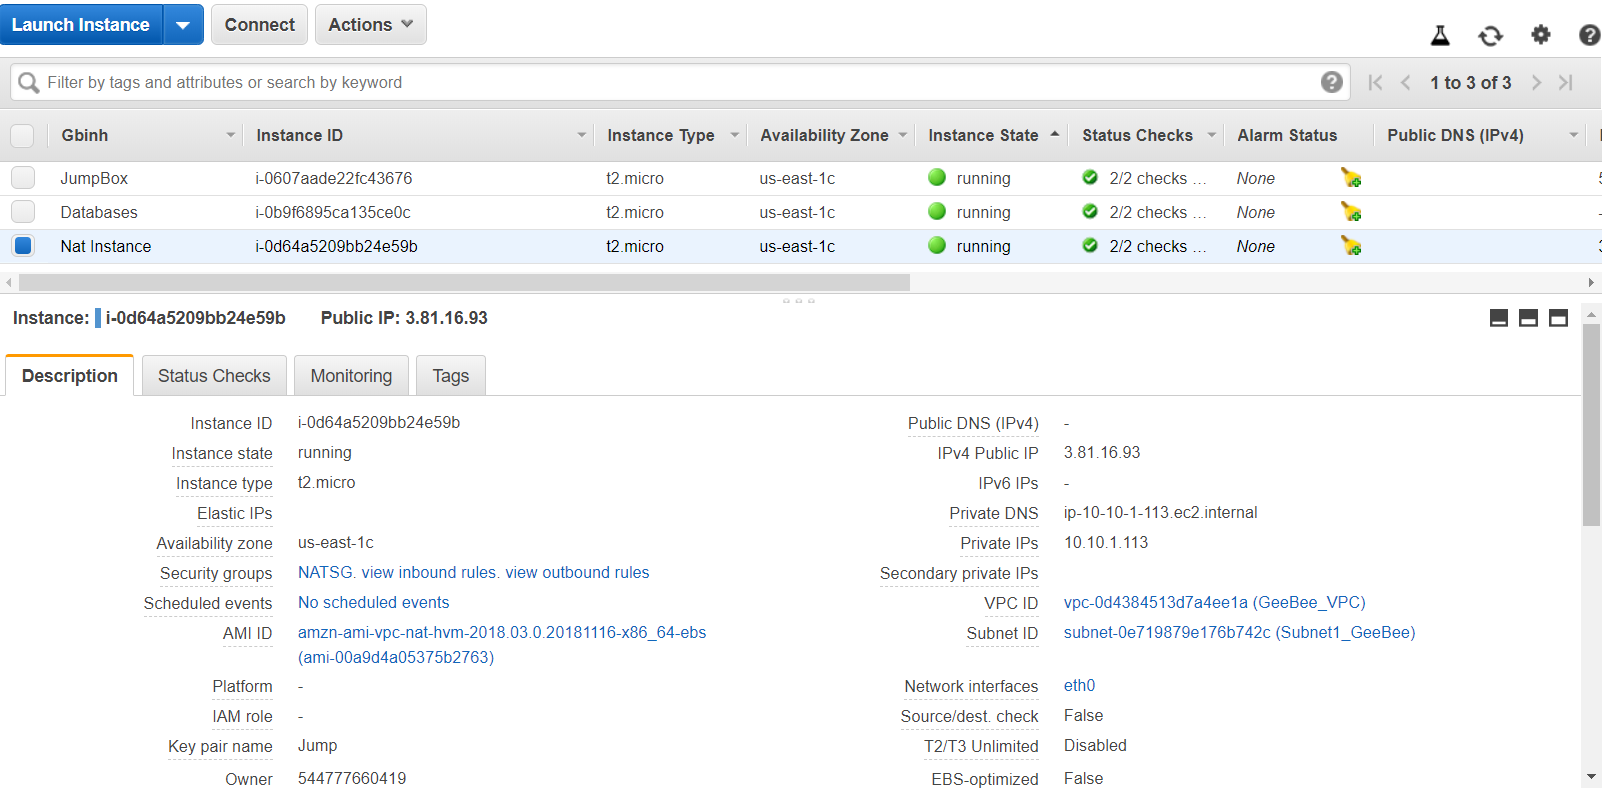 Launch Instance Connect Actions
Filter by tags and attributes or search by keyword 1 to 3 of 3
Gbinh Instance ID Instance Type Availability Zone Instance State Status Checks Alarm Status Public DNS (IPv4)
JumpBox i-0607aade22fc43676 t2.micro us-east-1c running 2/2 checks ... None
Databases i-0b9f6895ca135ce0c t2.micro us-east-1c running 2/2 checks ... None
Nat Instance i-0d64a5209bb24e59b t2.micro us-east-1c running 2/2 checks ... None
Instance: i-0d64a5209bb24e59b Public IP: 3.81.16.93
Description Status Checks Monitoring Tags
Instance ID i-0d64a5209bb24e59b Public DNS (IPv4) -
Instance state running IPv4 Public IP 3.81.16.93
Instance type t2.micro IPv6 IPs -
Elastic IPs Private DNS ip-10-10-1-113.ec2.internal
Availability zone us-east-1c Private IPs 10.10.1.113
Security groups NATSG. view inbound rules. view outbound rules Secondary private IPs
Scheduled events No scheduled events VPC ID vpc-0d4384513d7a4ee1a (GeeBee_VPC)
AMI ID amzn-ami-vpc-nat-hvm-2018.03.0.20181116-x86_64-ebs Subnet ID subnet-0e719879e176b742c (Subnet1_GeeBee)
(ami-00a9d4a05375b2763)
Platform - Network interfaces eth0
IAM role - Source/dest. check False
Key pair name Jump T2/T3 Unlimited Disabled
Owner 544777660419 EBS-optimized False